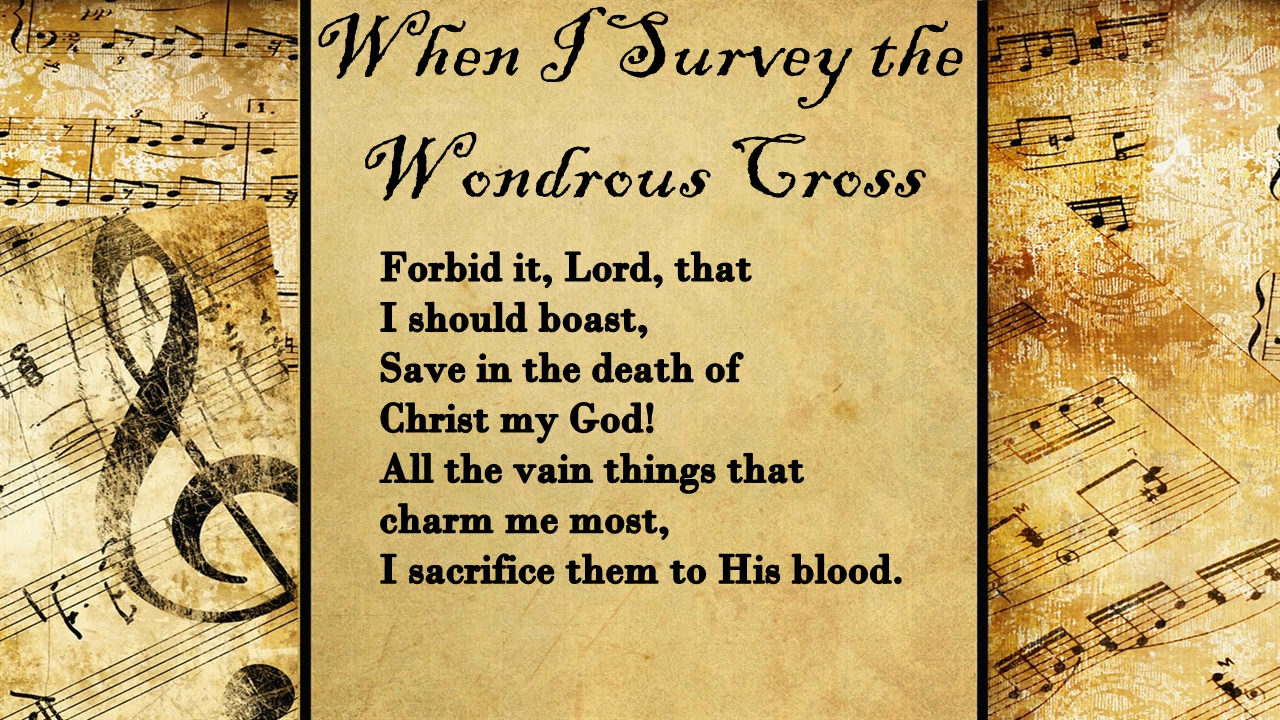 When I Survey the
Wondrous Cross
Forbid it, Lord, that
I should boast,
Save in the death of
Christ my God!
All the vain things that
charm me most,
I sacrifice them to His blood.